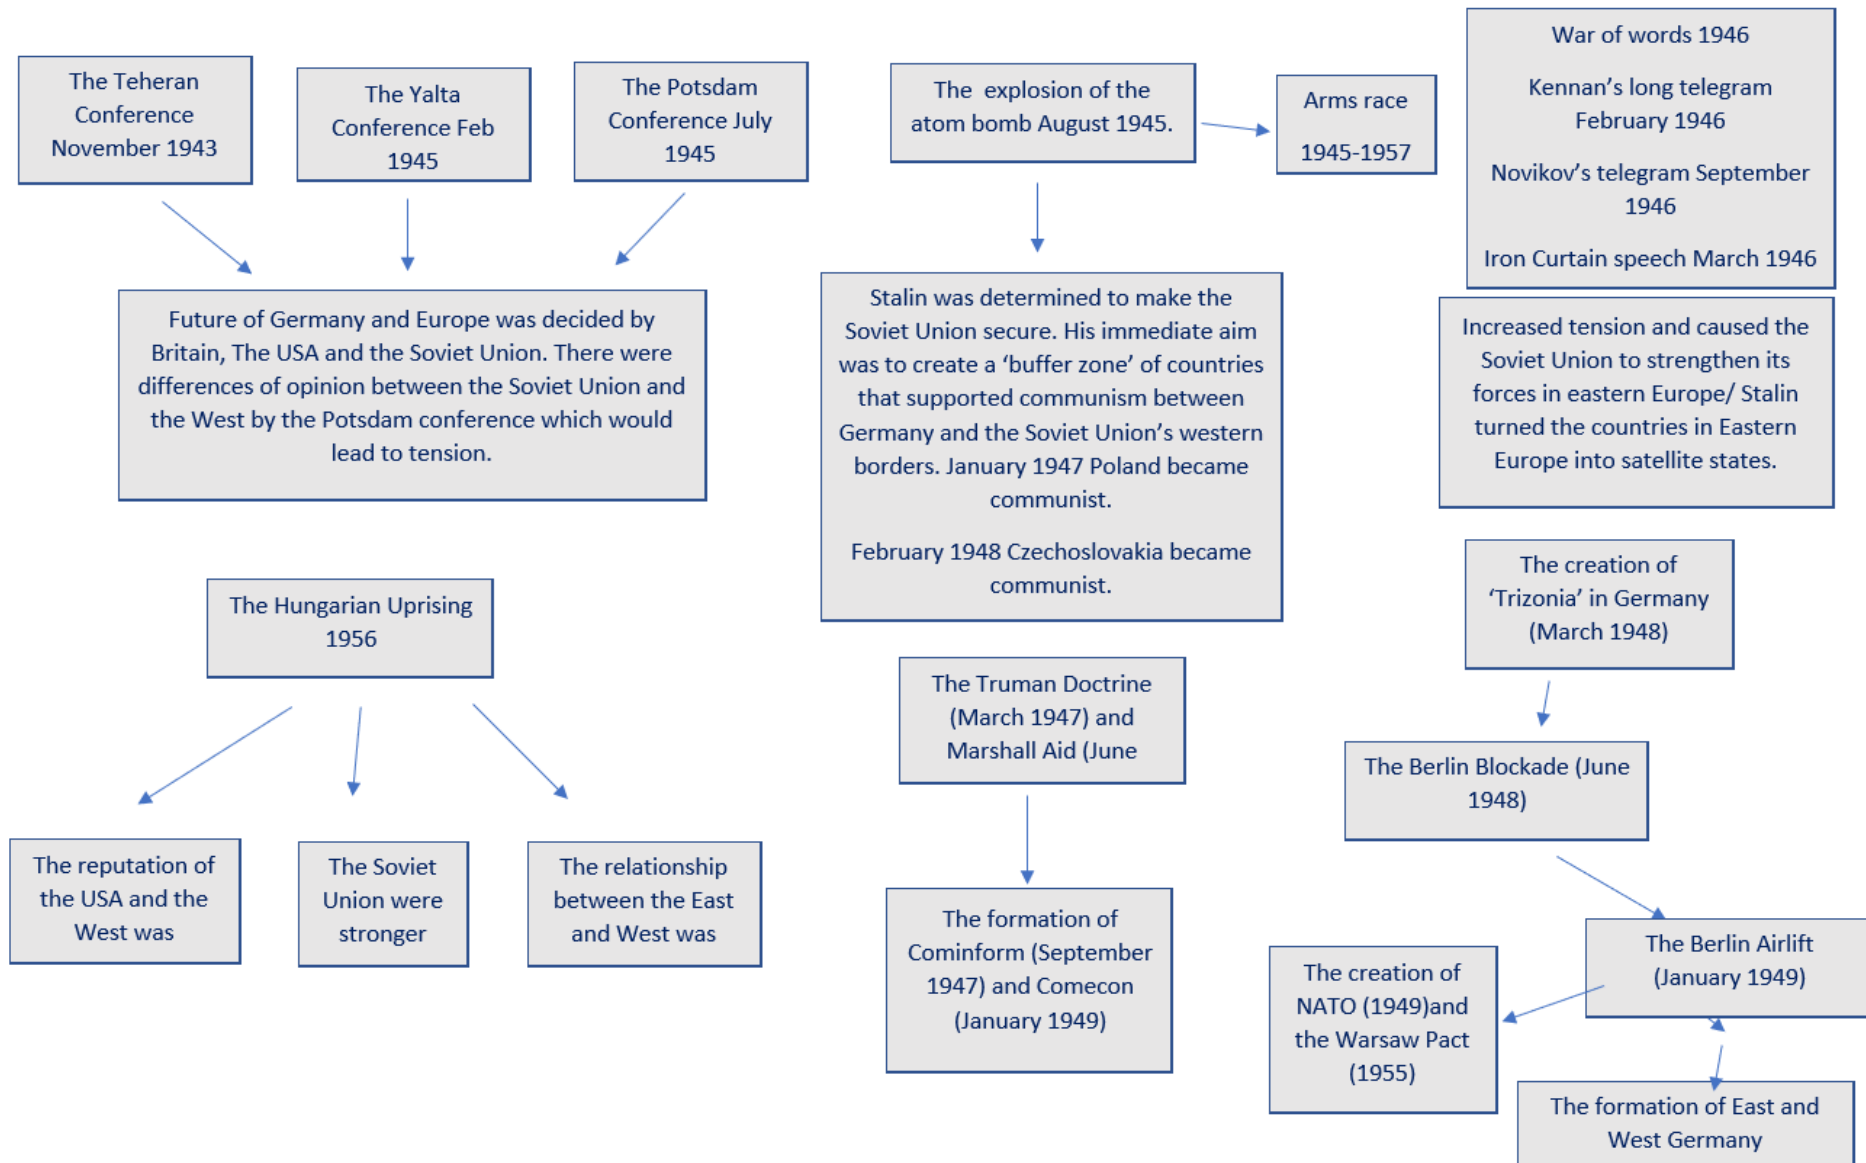 The Teheran
Conference
November 1943
The Yalta
Conference Feb
1945
The Potsdam
Conference July
1945
The  explosion of the
atom bomb August 1945.
Arms race
1945-1957
War of words 1946
Kennan’s long telegram
February 1946
Novikov’s telegram September
1946
Iron Curtain speech March 1946
Future of Germany and Europe was decided by
Britain, The USA and the Soviet Union. There were
differences of opinion between the Soviet Union and
the West by the Potsdam conference which would
lead to tension.
Stalin was determined to make the
Soviet Union secure. His immediate aim
was to create a ‘buffer zone’ of countries
that supported communism between
Germany and the Soviet Union’s western
borders. January 1947 Poland became
communist.
February 1948 Czechoslovakia became
communist.
Increased tension and caused the
Soviet Union to strengthen its
forces in eastern Europe/ Stalin
turned the countries in Eastern
Europe into satellite states.
The Hungarian Uprising
1956
The reputation of
the USA and the
West was
The Soviet
Union were
stronger
The relationship
between the East
and West was
The Truman Doctrine
(March 1947) and
Marshall Aid (June
The formation of
Cominform (September
1947) and Comecon
(January 1949)
The creation of
‘Trizonia’ in Germany
(March 1948)
The Berlin Blockade (June
1948)
The Berlin Airlift
(January 1949)
The creation of
NATO (1949)and
the Warsaw Pact
(1955)
The formation of East and
West Germany